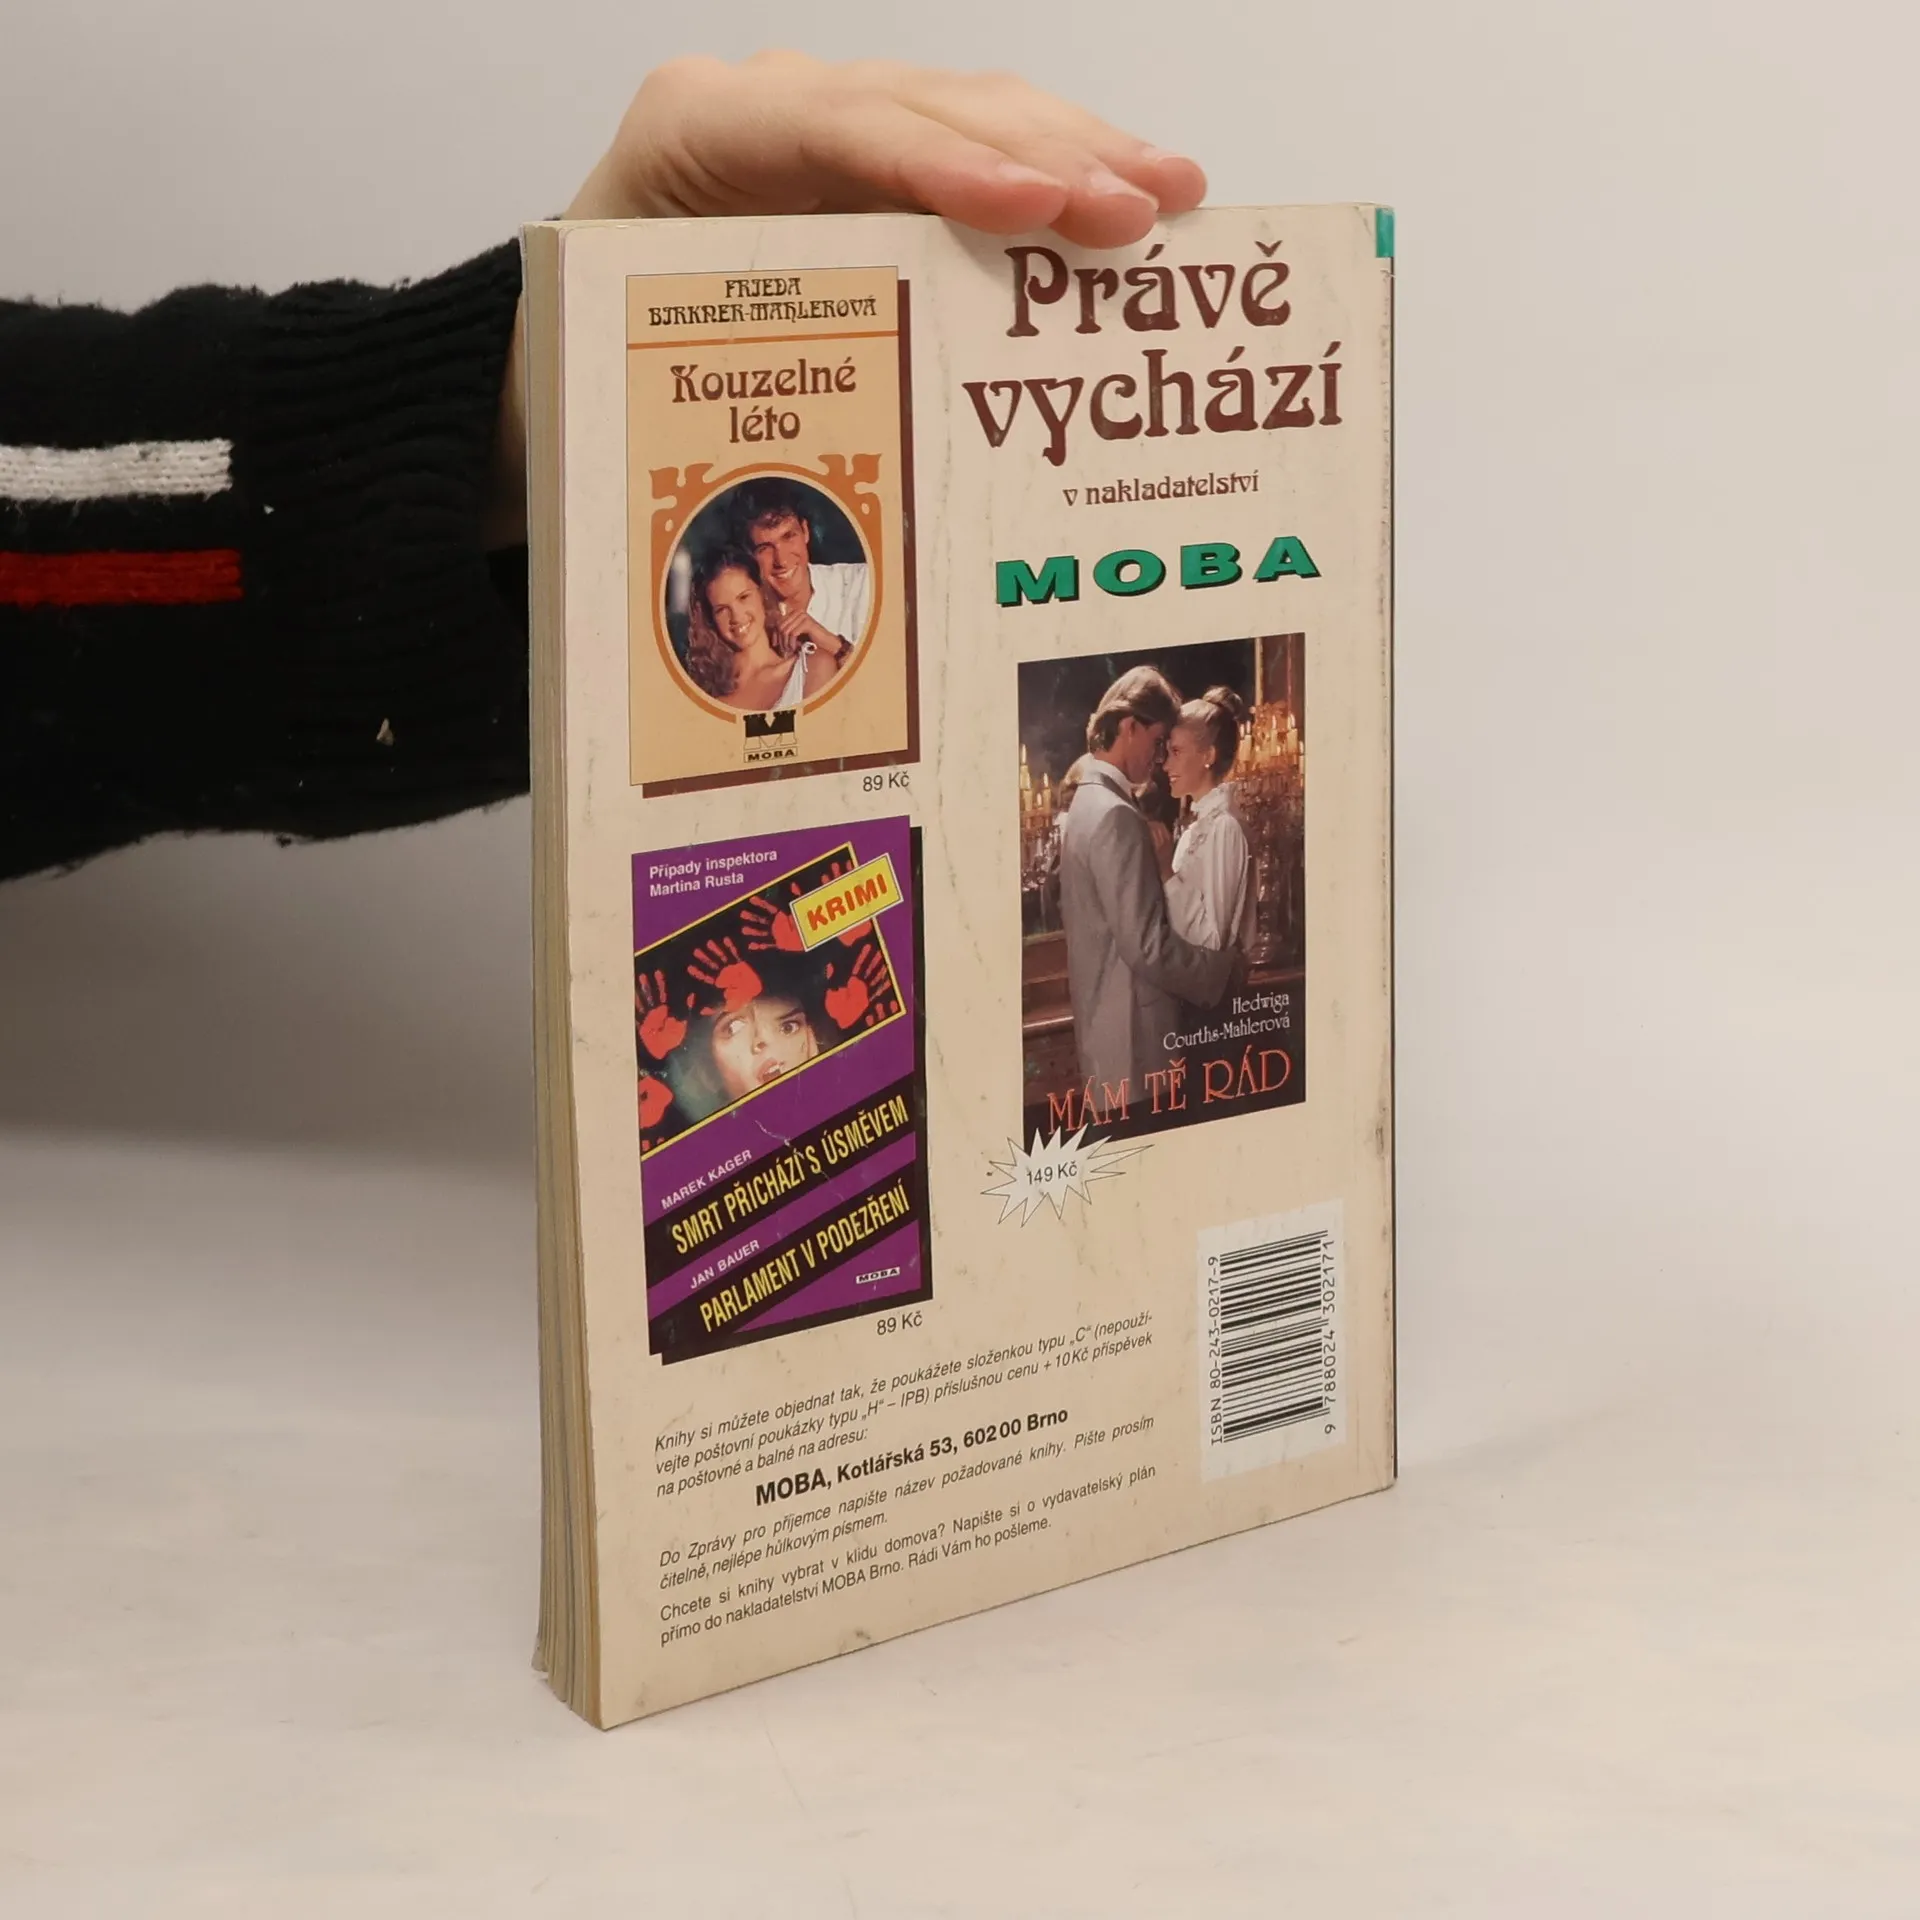 FRIEDA
BIRKNER-MAHLEROVÁ
Kouzelné
léto
M
MOBA
89 Kč
Případy inspektora
Martina Rusta
KRIMI
MAREK KAGER
SMRT PŘICHÁZÍ S ÚSMĚVEM
JAN BAUER
PARLAMENT V PODEZŘENÍ
MOBA
89 Kč
Právě
vychází
v nakladatelství
MOBA
Hedwiga
Courths-Mahlerová
MÁM TĚ RÁD
149 Kč
Knihy si můžete objednat tak, že poukážete složenkou typu „C“ (nepouží-
vejte poštovní poukázky typu „H“ – IPB) příslušnou cenu + 10 Kč příspěvek
na poštovné a balné na adresu:
MOBA, Kotlářská 53, 602 00 Brno
Do Zprávy pro příjemce napište název požadované knihy. Pište prosím
čitelně, nejlépe hůlkovým písmem.
Chcete si knihy vybrat v klidu domova? Napište si o vydavatelský plán
přímo do nakladatelství MOBA Brno. Rádi Vám ho pošleme.
ISBN 80-243-0217-9
9 788024 302171